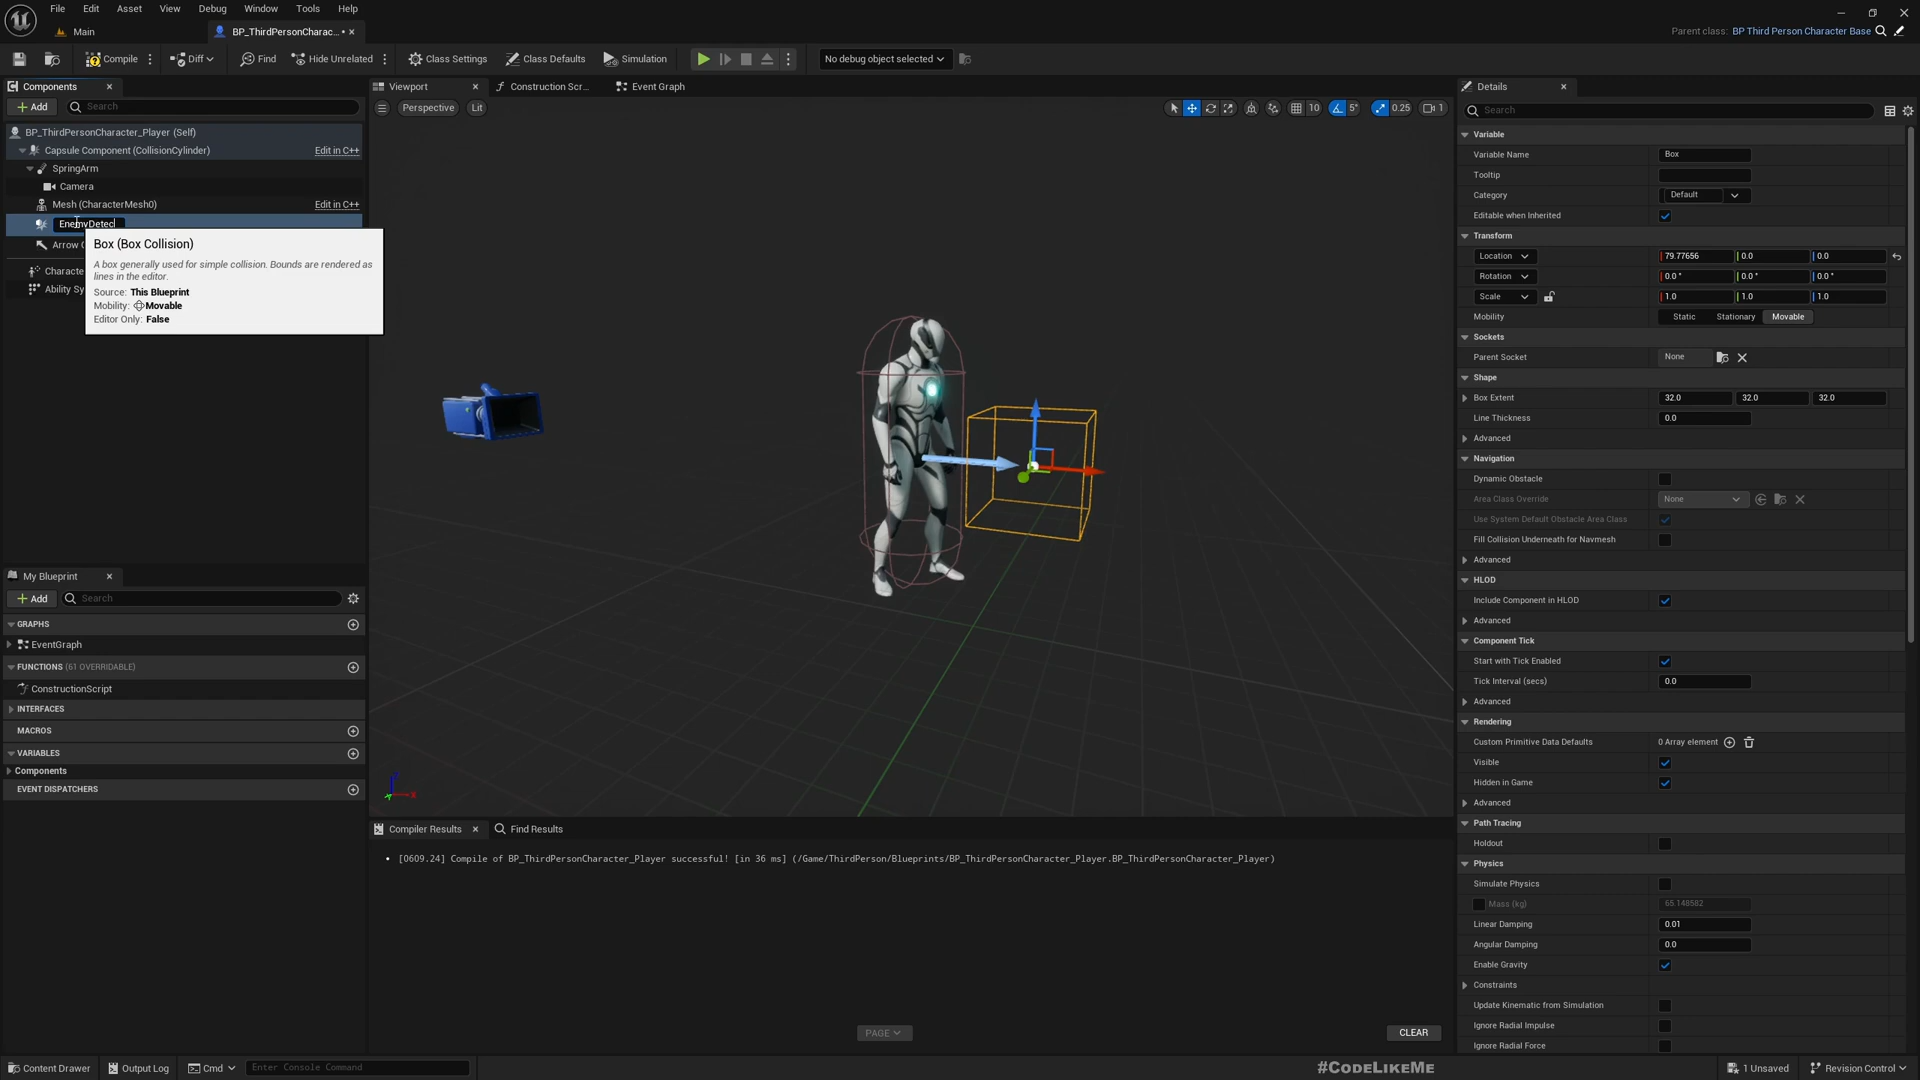 File Edit Asset View Debug Window Tools Help
Main
BP_ThirdPersonCharac... •
Parent class: BP Third Person Character Base
Compile
Diff
Find
Hide Unrelated
Class Settings
Class Defaults
Simulation
No debug object selected
Components
Add
Search
BP_ThirdPersonCharacter_Player (Self)
Capsule Component (CollisionCylinder) Edit in C++
SpringArm
Camera
Mesh (CharacterMesh0) Edit in C++
EnemyDetec
Arrow C
Characte
Ability Sy
Box (Box Collision)
A box generally used for simple collision. Bounds are rendered as
lines in the editor.
Source: This Blueprint
Mobility: Movable
Editor Only: False
My Blueprint
Add
Search
GRAPHS
EventGraph
FUNCTIONS (61 OVERRIDABLE)
ConstructionScript
INTERFACES
MACROS
VARIABLES
Components
EVENT DISPATCHERS
Viewport
Construction Scr...
Event Graph
Perspective
Lit
10
5°
0.25
1
Z
Y
X
Compiler Results
Find Results
• [0609.24] Compile of BP_ThirdPersonCharacter_Player successful! [in 36 ms] (/Game/ThirdPerson/Blueprints/BP_ThirdPersonCharacter_Player.BP_ThirdPersonCharacter_Player)
PAGE
CLEAR
Details
Search
Variable
Variable Name Box
Tooltip
Category Default
Editable when Inherited
Transform
Location 79.77656 0.0 0.0
Rotation 0.0 ° 0.0 ° 0.0 °
Scale 1.0 1.0 1.0
Mobility Static Stationary Movable
Sockets
Parent Socket None
Shape
Box Extent 32.0 32.0 32.0
Line Thickness 0.0
Advanced
Navigation
Dynamic Obstacle
Area Class Override None
Use System Default Obstacle Area Class
Fill Collision Underneath for Navmesh
Advanced
HLOD
Include Component in HLOD
Advanced
Component Tick
Start with Tick Enabled
Tick Interval (secs) 0.0
Advanced
Rendering
Custom Primitive Data Defaults 0 Array element
Visible
Hidden in Game
Advanced
Path Tracing
Holdout
Physics
Simulate Physics
Mass (kg) 65.148582
Linear Damping 0.01
Angular Damping 0.0
Enable Gravity
Constraints
Update Kinematic from Simulation
Ignore Radial Impulse
Ignore Radial Force
Content Drawer
Output Log
Cmd
Enter Console Command
#CODELIKEME
1 Unsaved
Revision Control